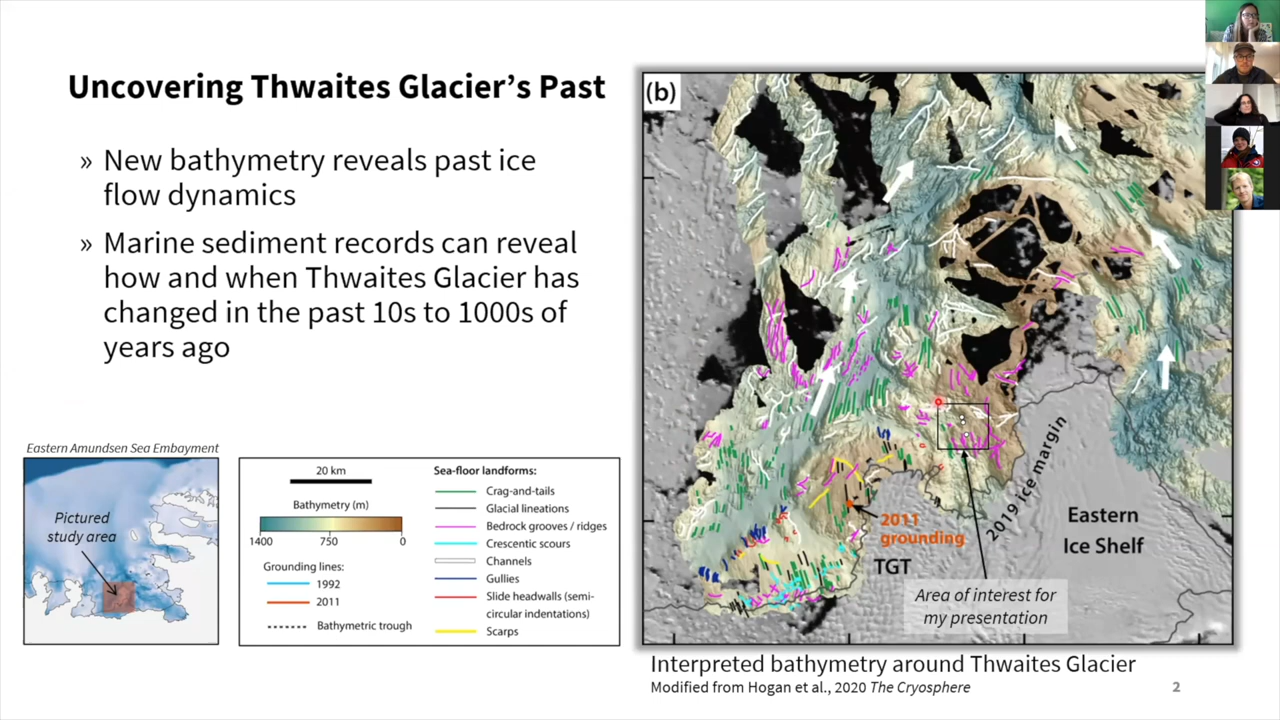 Uncovering Thwaites Glacier's Past
» New bathymetry reveals past ice
flow dynamics
» Marine sediment records can reveal
how and when Thwaites Glacier has
changed in the past 10s to 1000s of
years ago
Eastern Amundsen Sea Embayment
Pictured
study area
20 km
Bathymetry (m)
1400 750 0
Grounding lines:
1992
2011
Bathymetric trough
Sea-floor landforms:
Crag-and-tails
Glacial lineations
Bedrock grooves / ridges
Crescentic scours
Channels
Gullies
Slide headwalls (semi-
circular indentations)
Scarps
(b)
2019 ice margin
2011
grounding
TGT
Eastern
Ice Shelf
Area of interest for
my presentation
Interpreted bathymetry around Thwaites Glacier
Modified from Hogan et al., 2020 The Cryosphere
2